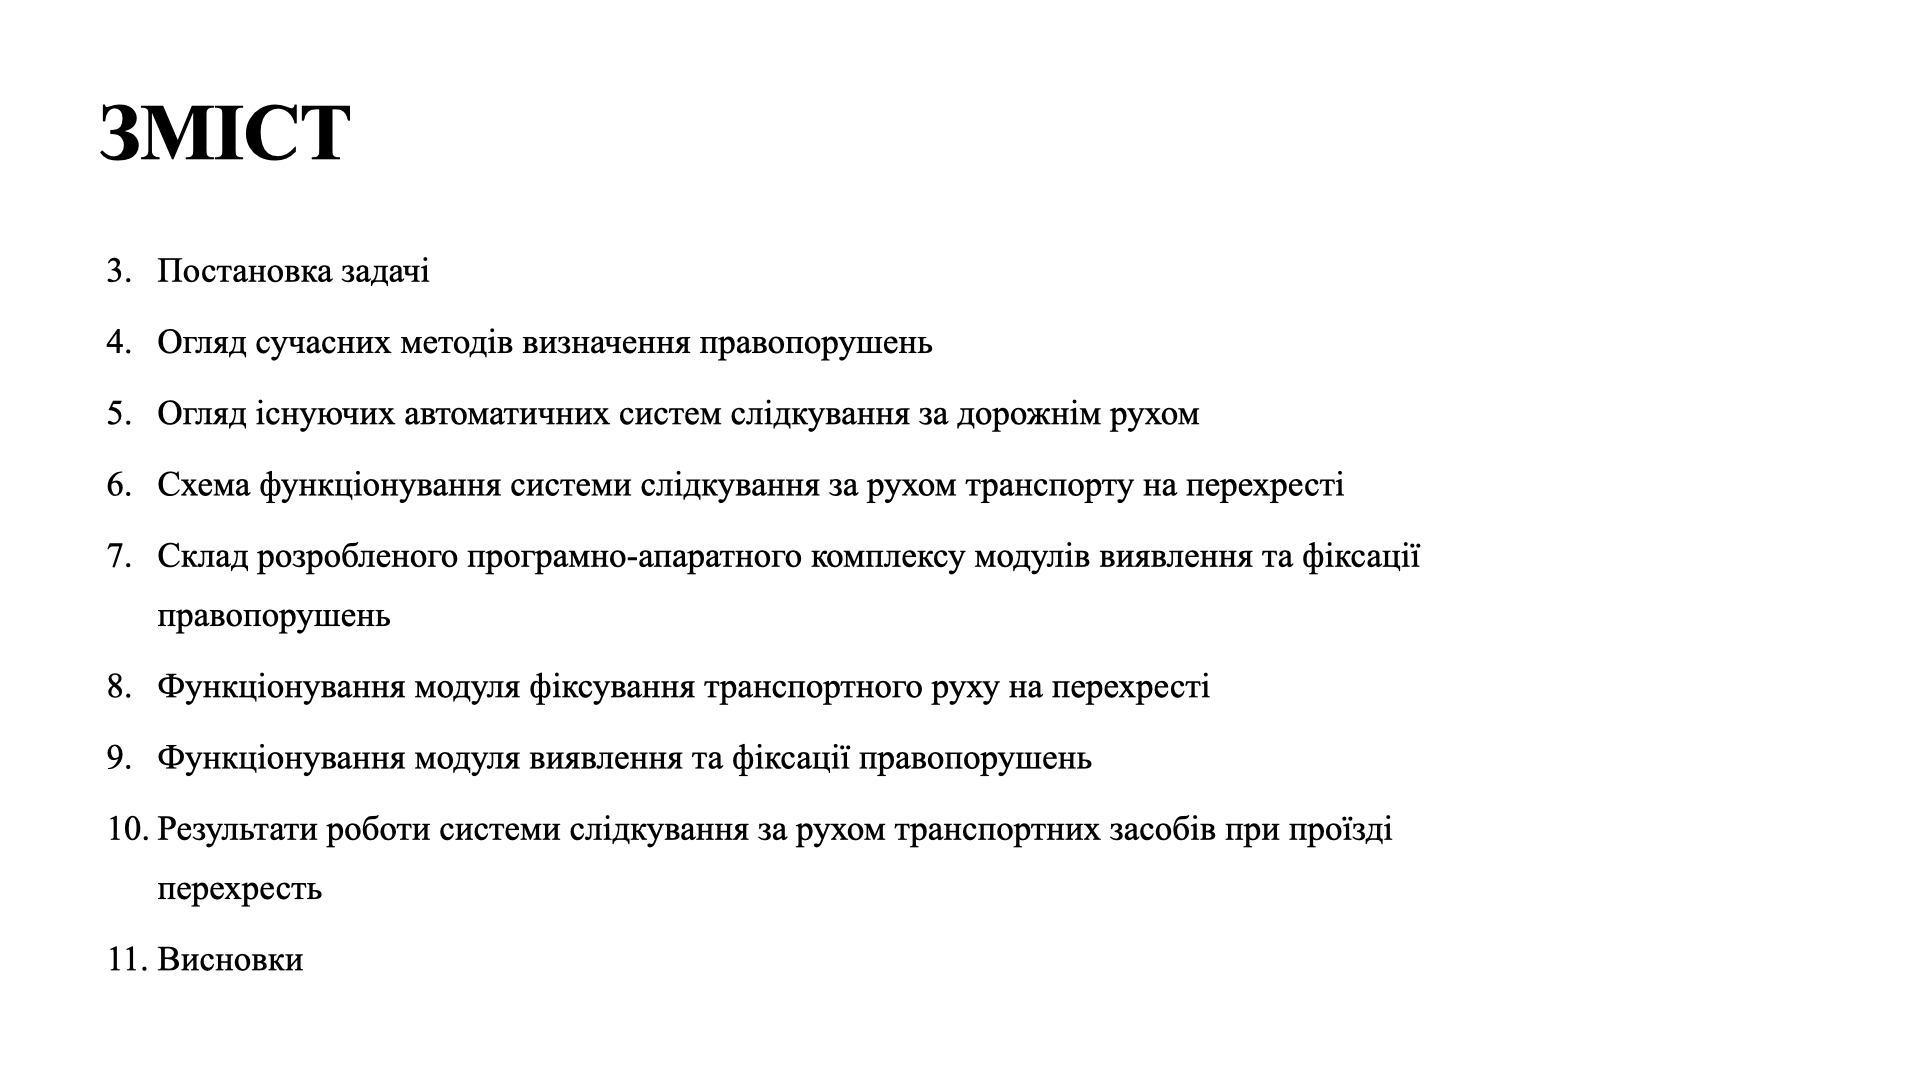 ЗМІСТ
3. Постановка задачі
4. Огляд сучасних методів визначення правопорушень
5. Огляд існуючих автоматичних систем слідкування за дорожнім рухом
6. Схема функціонування системи слідкування за рухом транспорту на перехресті
7. Склад розробленого програмно-апаратного комплексу модулів виявлення та фіксації
правопорушень
8. Функціонування модуля фіксування транспортного руху на перехресті
9. Функціонування модуля виявлення та фіксації правопорушень
10. Результати роботи системи слідкування за рухом транспортних засобів при проїзді
перехресть
11. Висновки